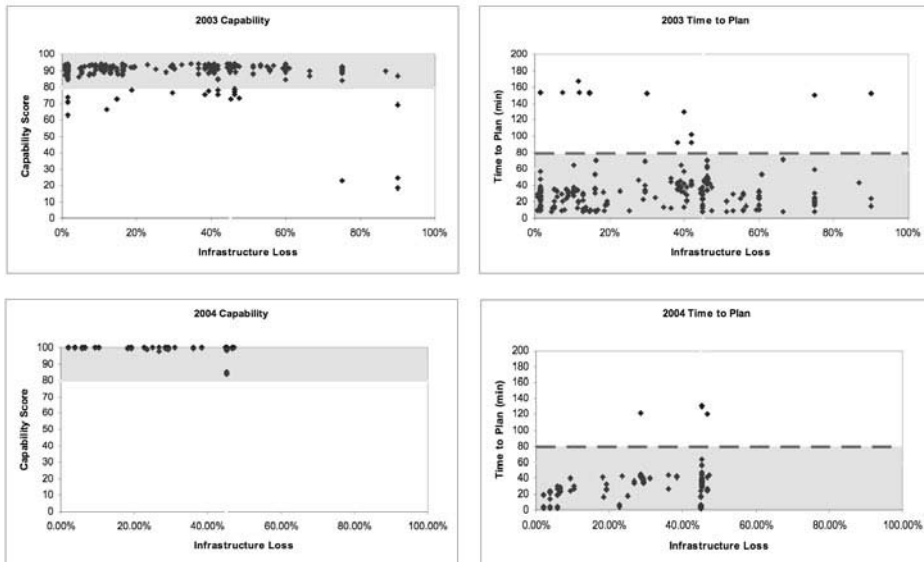 2003 Capability
100
90
80
70
60
50
40
30
20
10
0
Capability Score
0% 20% 40% 60% 80% 100%
Infrastructure Loss
2003 Time to Plan
200
180
160
140
120
100
80
60
40
20
0
Time to Plan (min)
0% 20% 40% 60% 80% 100%
Infrastructure Loss
2004 Capability
100
90
80
70
60
50
40
30
20
10
0
Capability Score
0.00% 20.00% 40.00% 60.00% 80.00% 100.00%
Infrastructure Loss
2004 Time to Plan
200
180
160
140
120
100
80
60
40
20
0
Time to Plan (min)
0.00% 20.00% 40.00% 60.00% 80.00% 100.00%
Infrastructure Loss